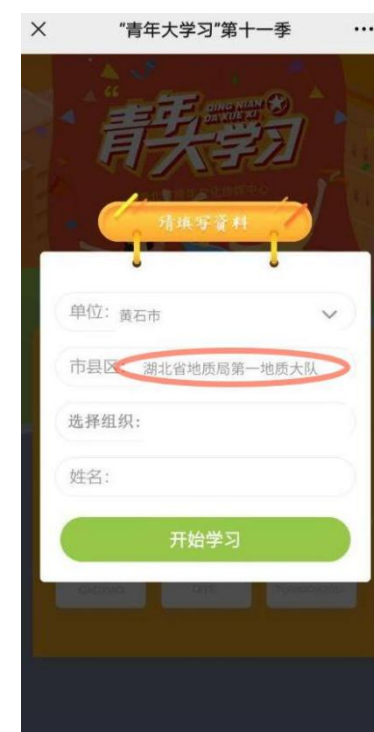 "青年大学习"第十一季
青年
QING NIAN
DA XUE XI
大学习
请填写资料
单位：黄石市
市县区：湖北省地质局第一地质大队
选择组织：
姓名：
开始学习